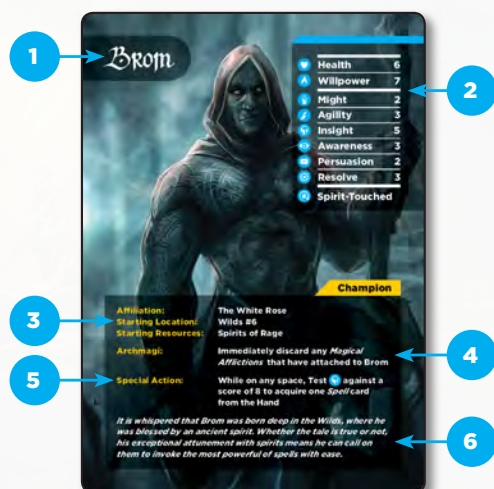 1
Brom
Health 6
Willpower 7
Might 2
Agility 3
Insight 5
Awareness 3
Persuasion 2
Resolve 3
Spirit-Touched
2
Champion
3
Affiliation: The White Rose
Starting Location: Wilds #6
Starting Resources: Spirits of Rage
Archmagi: Immediately discard any Magical
Afflictions that have attached to Brom
4
5
Special Action: While on any space, Test against a
score of 8 to acquire one Spell card
from the Hand
It is whispered that Brom was born deep in the Wilds, where he
was blessed by an ancient spirit. Whether the tale is true or not,
his exceptional attunement with spirits means he can call on
them to invoke the most powerful of spells with ease.
6